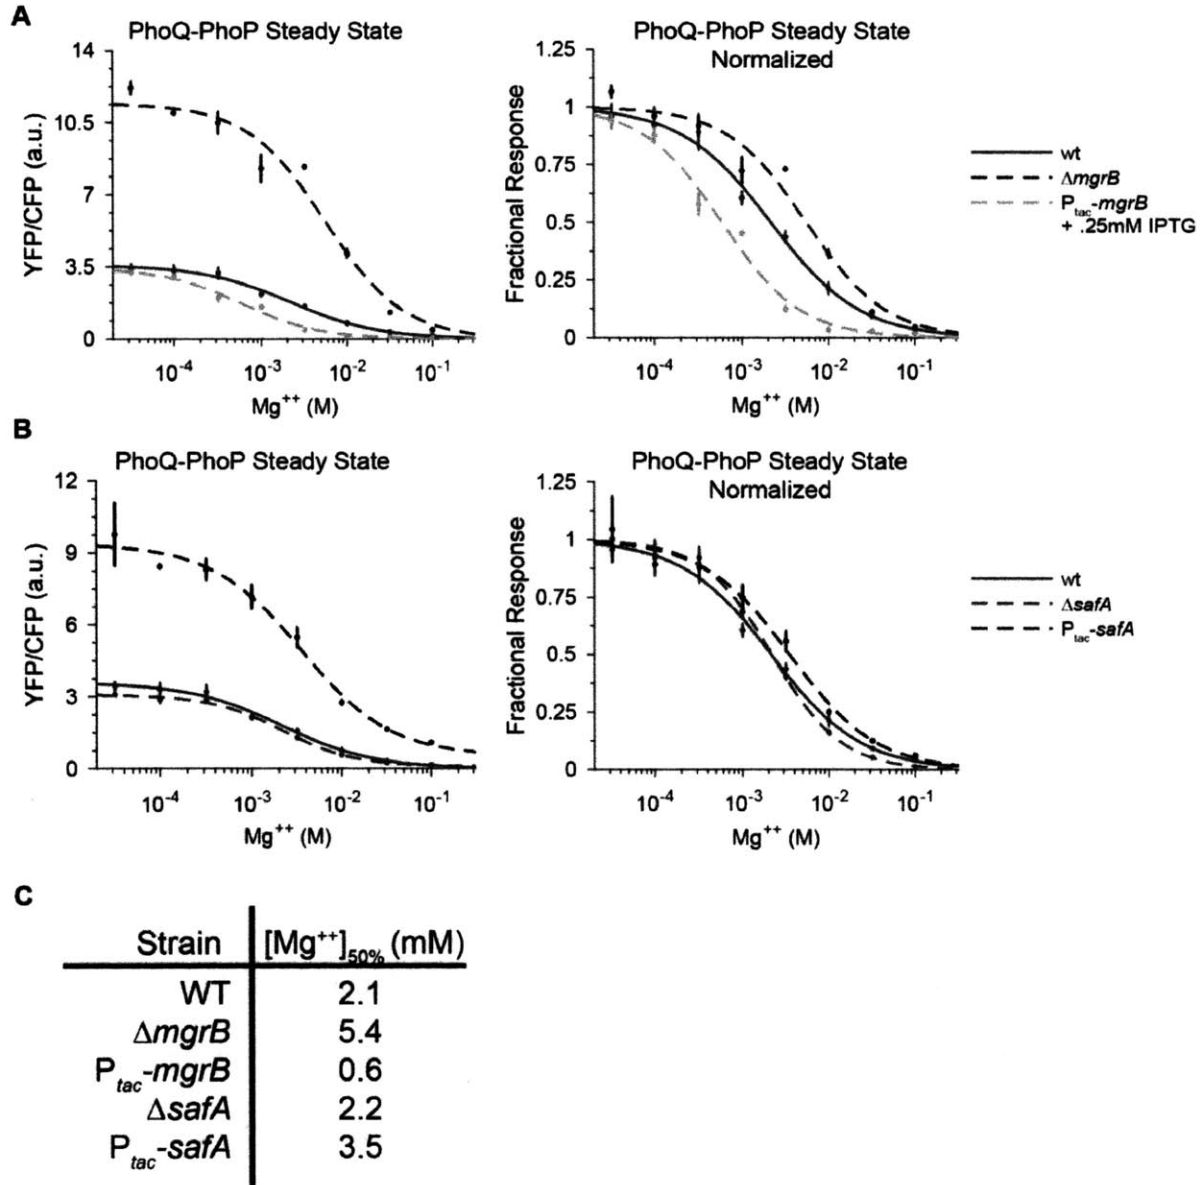 A
PhoQ-PhoP Steady State
14
10.5
7
3.5
0
YFP/CFP (a.u.)
10⁻⁴ 10⁻³ 10⁻² 10⁻¹
Mg⁺⁺ (M)
PhoQ-PhoP Steady State
Normalized
1.25
1
0.75
0.5
0.25
0
Fractional Response
10⁻⁴ 10⁻³ 10⁻² 10⁻¹
Mg⁺⁺ (M)
wt
ΔmgrB
Ptac-mgrB
+ .25mM IPTG
B
PhoQ-PhoP Steady State
12
9
6
3
0
YFP/CFP (a.u.)
10⁻⁴ 10⁻³ 10⁻² 10⁻¹
Mg⁺⁺ (M)
PhoQ-PhoP Steady State
Normalized
1.25
1
0.75
0.5
0.25
0
Fractional Response
10⁻⁴ 10⁻³ 10⁻² 10⁻¹
Mg⁺⁺ (M)
wt
ΔsafA
Ptac-safA
C
Strain [Mg⁺⁺]50% (mM)
WT 2.1
ΔmgrB 5.4
Ptac-mgrB 0.6
ΔsafA 2.2
Ptac-safA 3.5